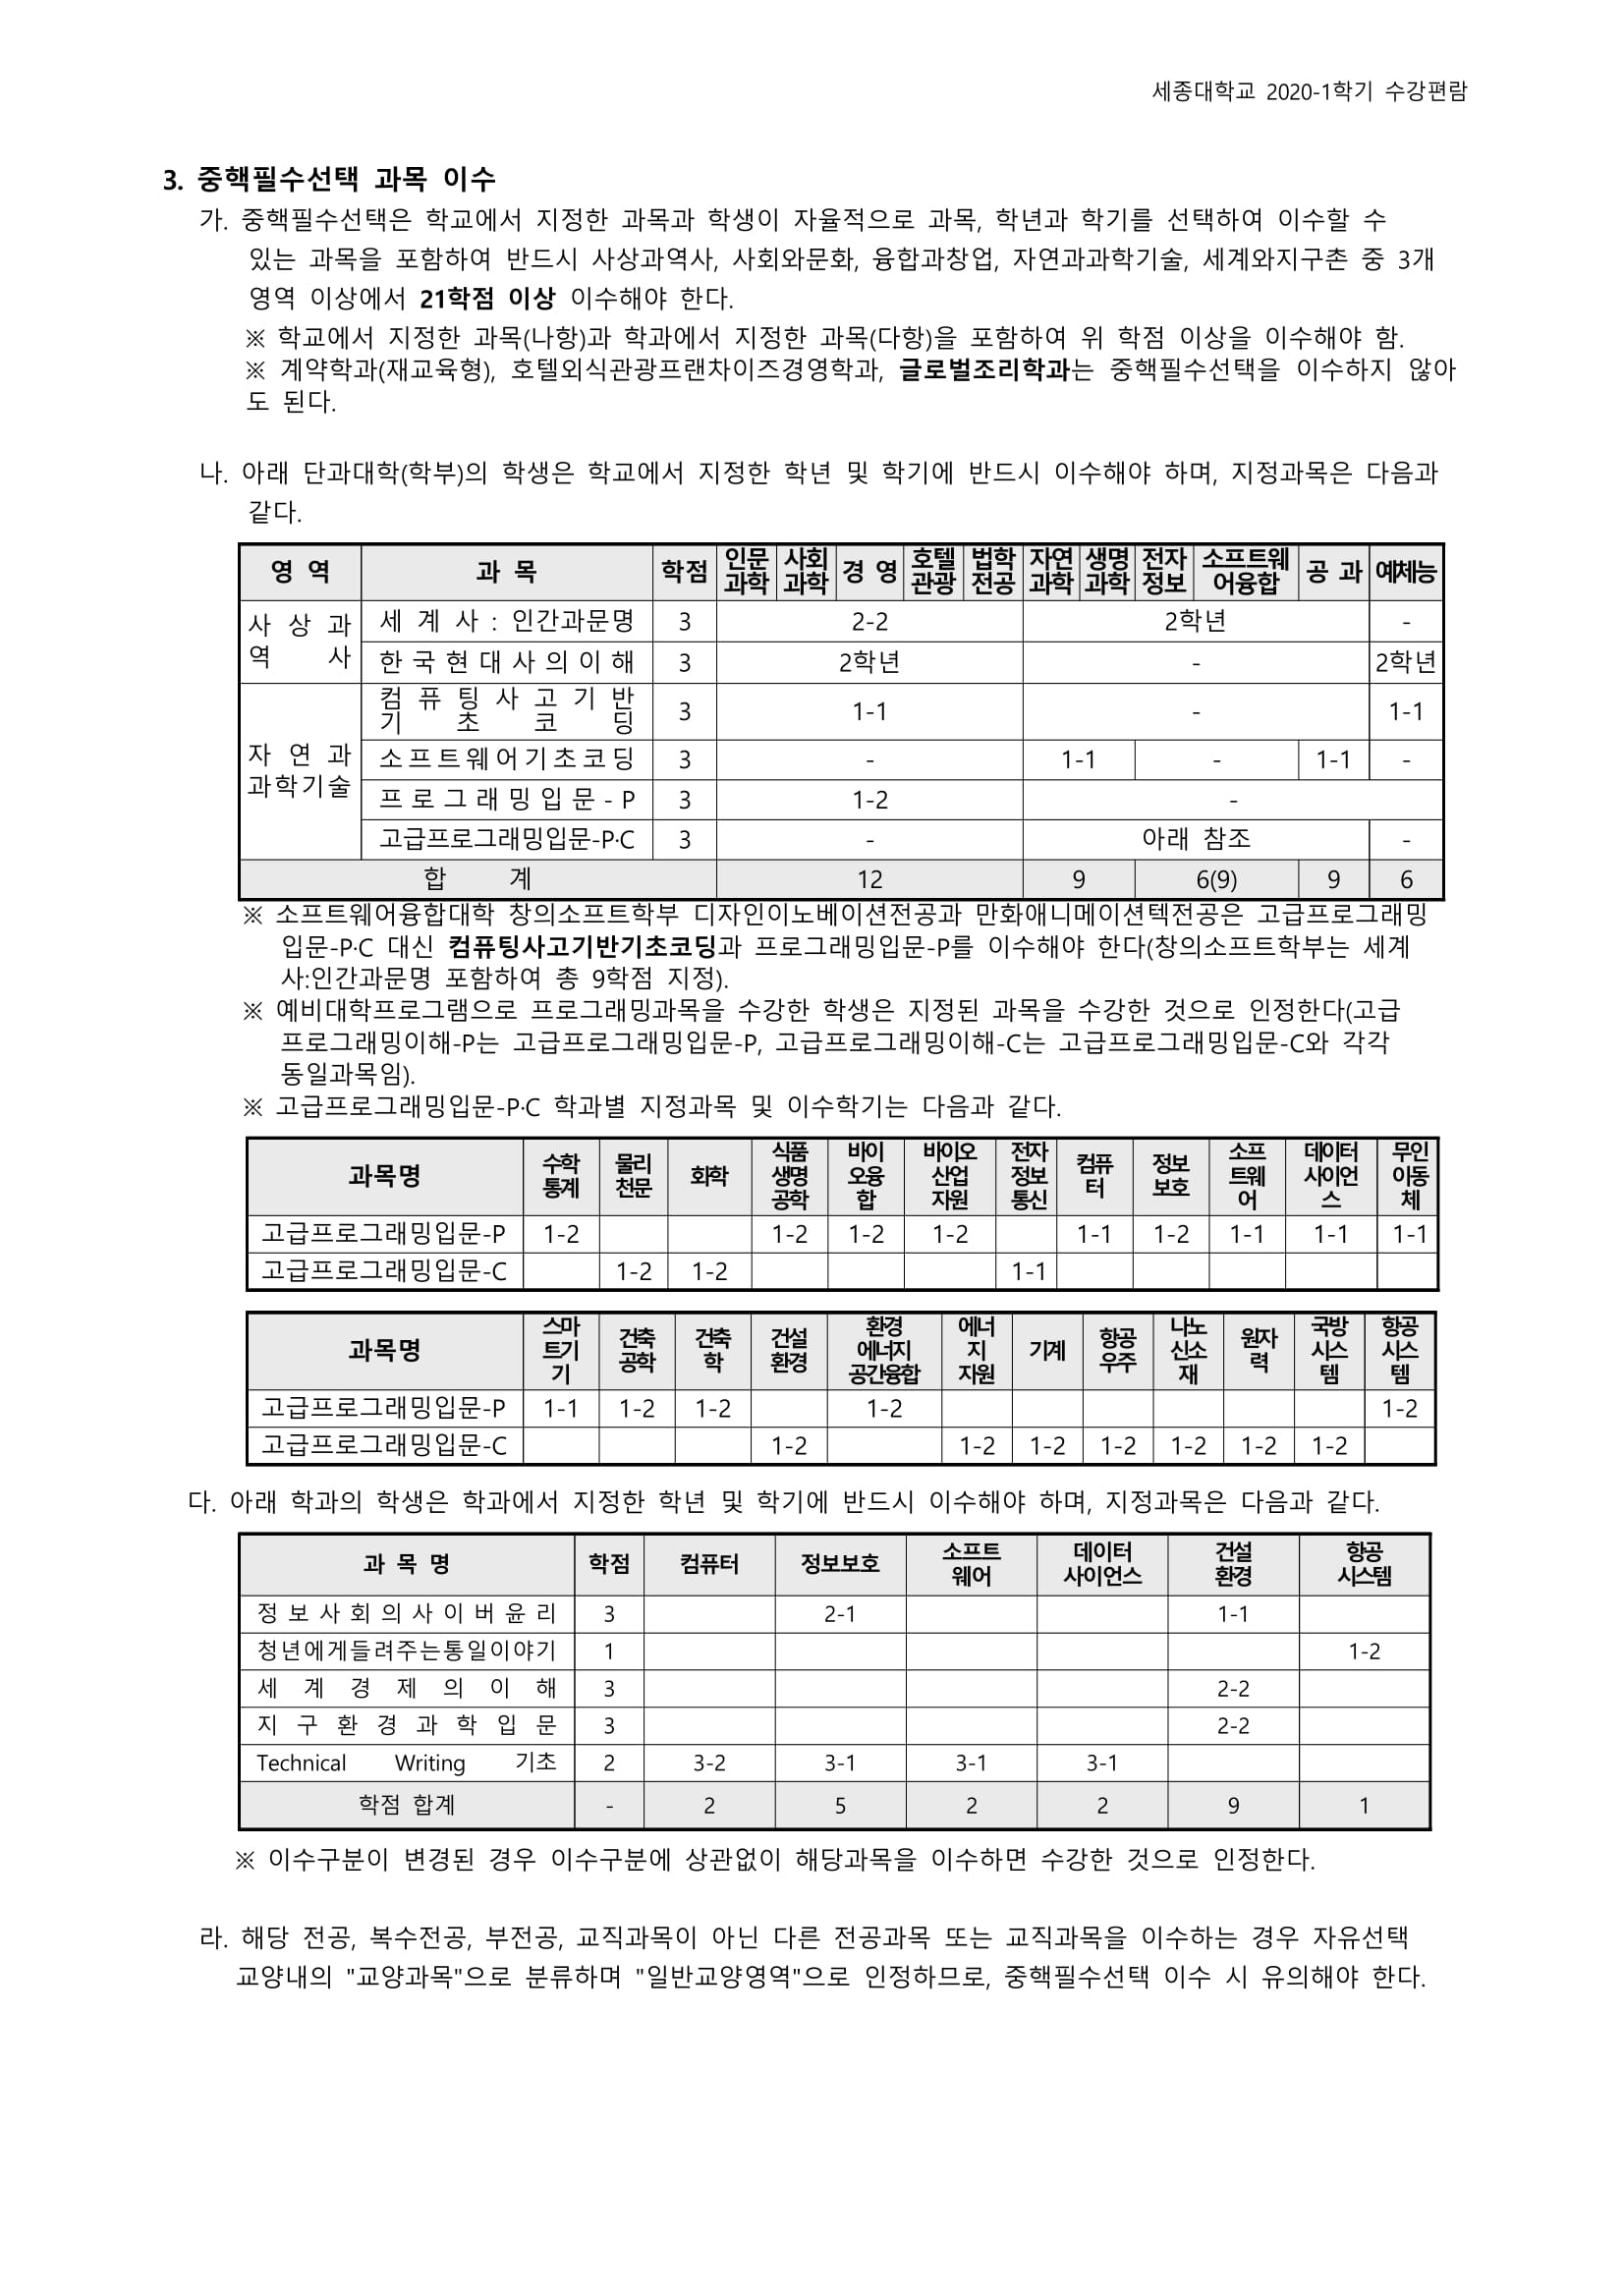 세종대학교 2020-1학기 수강편람
3. 중핵필수선택 과목 이수
가. 중핵필수선택은 학교에서 지정한 과목과 학생이 자율적으로 과목, 학년과 학기를 선택하여 이수할 수
있는 과목을 포함하여 반드시 사상과역사, 사회와문화, 융합과창업, 자연과과학기술, 세계와지구촌 중 3개
영역 이상에서 21학점 이상 이수해야 한다.
※ 학교에서 지정한 과목(나항)과 학과에서 지정한 과목(다항)을 포함하여 위 학점 이상을 이수해야 함.
※ 계약학과(재교육형), 호텔외식관광프랜차이즈경영학과, 글로벌조리학과는 중핵필수선택을 이수하지 않아
도 된다.
나. 아래 단과대학(학부)의 학생은 학교에서 지정한 학년 및 학기에 반드시 이수해야 하며, 지정과목은 다음과
같다.
영 역 과 목 학점 인문과학 사회과학 경 영 호텔관광 법학전공 자연과학 생명과학 전자정보 소프트웨어융합 공 과 예체능
사 상 과 역 사 세 계 사 : 인간과문명 3 2-2 2학년 -
한 국 현 대 사 의 이 해 3 2학년 - 2학년
자 연 과 과학기술 컴 퓨 팅 사 고 기 반 기 초 코 딩 3 1-1 - 1-1
소 프 트 웨 어 기 초 코 딩 3 - 1-1 - 1-1 -
프 로 그 래 밍 입 문 - P 3 1-2 -
고급프로그래밍입문-P·C 3 - 아래 참조 -
합 계 12 9 6(9) 9 6
※ 소프트웨어융합대학 창의소프트학부 디자인이노베이션전공과 만화애니메이션텍전공은 고급프로그래밍
입문-P·C 대신 컴퓨팅사고기반기초코딩과 프로그래밍입문-P를 이수해야 한다(창의소프트학부는 세계
사:인간과문명 포함하여 총 9학점 지정).
※ 예비대학프로그램으로 프로그래밍과목을 수강한 학생은 지정된 과목을 수강한 것으로 인정한다(고급
프로그래밍이해-P는 고급프로그래밍입문-P, 고급프로그래밍이해-C는 고급프로그래밍입문-C와 각각
동일과목임).
※ 고급프로그래밍입문-P·C 학과별 지정과목 및 이수학기는 다음과 같다.
과목명 수학통계 물리천문 화학 식품생명공학 바이오융합 바이오산업자원 전자정보통신 컴퓨터 정보보호 소프트웨어 데이터사이언스 무인이동체
고급프로그래밍입문-P 1-2 1-2 1-2 1-2 1-1 1-2 1-1 1-1 1-1
고급프로그래밍입문-C 1-2 1-2 1-1
과목명 스마트기기 건축공학 건축학 건설환경 환경에너지공간융합 에너지자원 기계 항공우주 나노신소재 원자력 국방시스템 항공시스템
고급프로그래밍입문-P 1-1 1-2 1-2 1-2 1-2
고급프로그래밍입문-C 1-2 1-2 1-2 1-2 1-2 1-2 1-2
다. 아래 학과의 학생은 학과에서 지정한 학년 및 학기에 반드시 이수해야 하며, 지정과목은 다음과 같다.
과 목 명 학점 컴퓨터 정보보호 소프트웨어 데이터사이언스 건설환경 항공시스템
정 보 사 회 의 사 이 버 윤 리 3 2-1 1-1
청년에게들려주는통일이야기 1 1-2
세 계 경 제 의 이 해 3 2-2
지 구 환 경 과 학 입 문 3 2-2
Technical Writing 기초 2 3-2 3-1 3-1 3-1
학점 합계 - 2 5 2 2 9 1
※ 이수구분이 변경된 경우 이수구분에 상관없이 해당과목을 이수하면 수강한 것으로 인정한다.
라. 해당 전공, 복수전공, 부전공, 교직과목이 아닌 다른 전공과목 또는 교직과목을 이수하는 경우 자유선택
교양내의 "교양과목"으로 분류하며 "일반교양영역"으로 인정하므로, 중핵필수선택 이수 시 유의해야 한다.